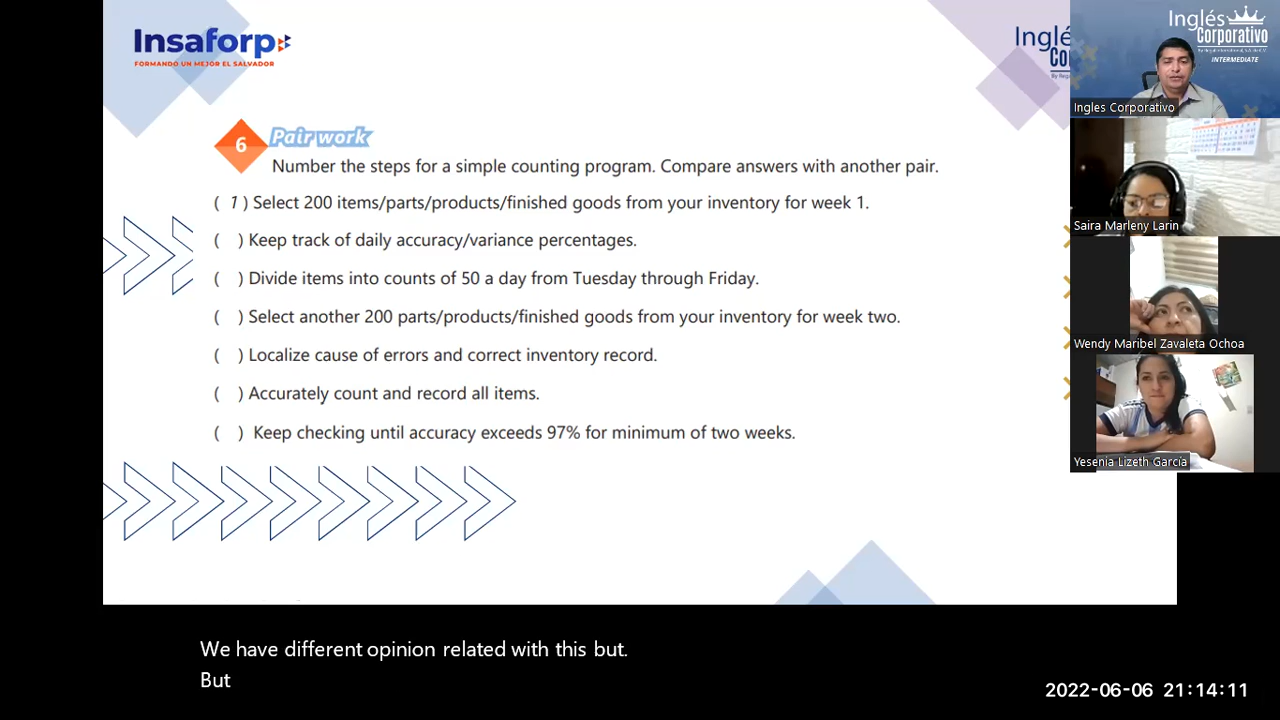 Insaforp
FORMANDO UN MEJOR EL SALVADOR
Inglés
Corporativo
INTERMEDIATE
Ingles Corporativo
6
Pair work
Number the steps for a simple counting program. Compare answers with another pair.
( 1 ) Select 200 items/parts/products/finished goods from your inventory for week 1.
( ) Keep track of daily accuracy/variance percentages.
( ) Divide items into counts of 50 a day from Tuesday through Friday.
( ) Select another 200 parts/products/finished goods from your inventory for week two.
( ) Localize cause of errors and correct inventory record.
( ) Accurately count and record all items.
( ) Keep checking until accuracy exceeds 97% for minimum of two weeks.
Saira Marleny Larin
Wendy Maribel Zavaleta Ochoa
Yesenia Lizeth García
We have different opinion related with this but.
But
2022-06-06 21:14:11